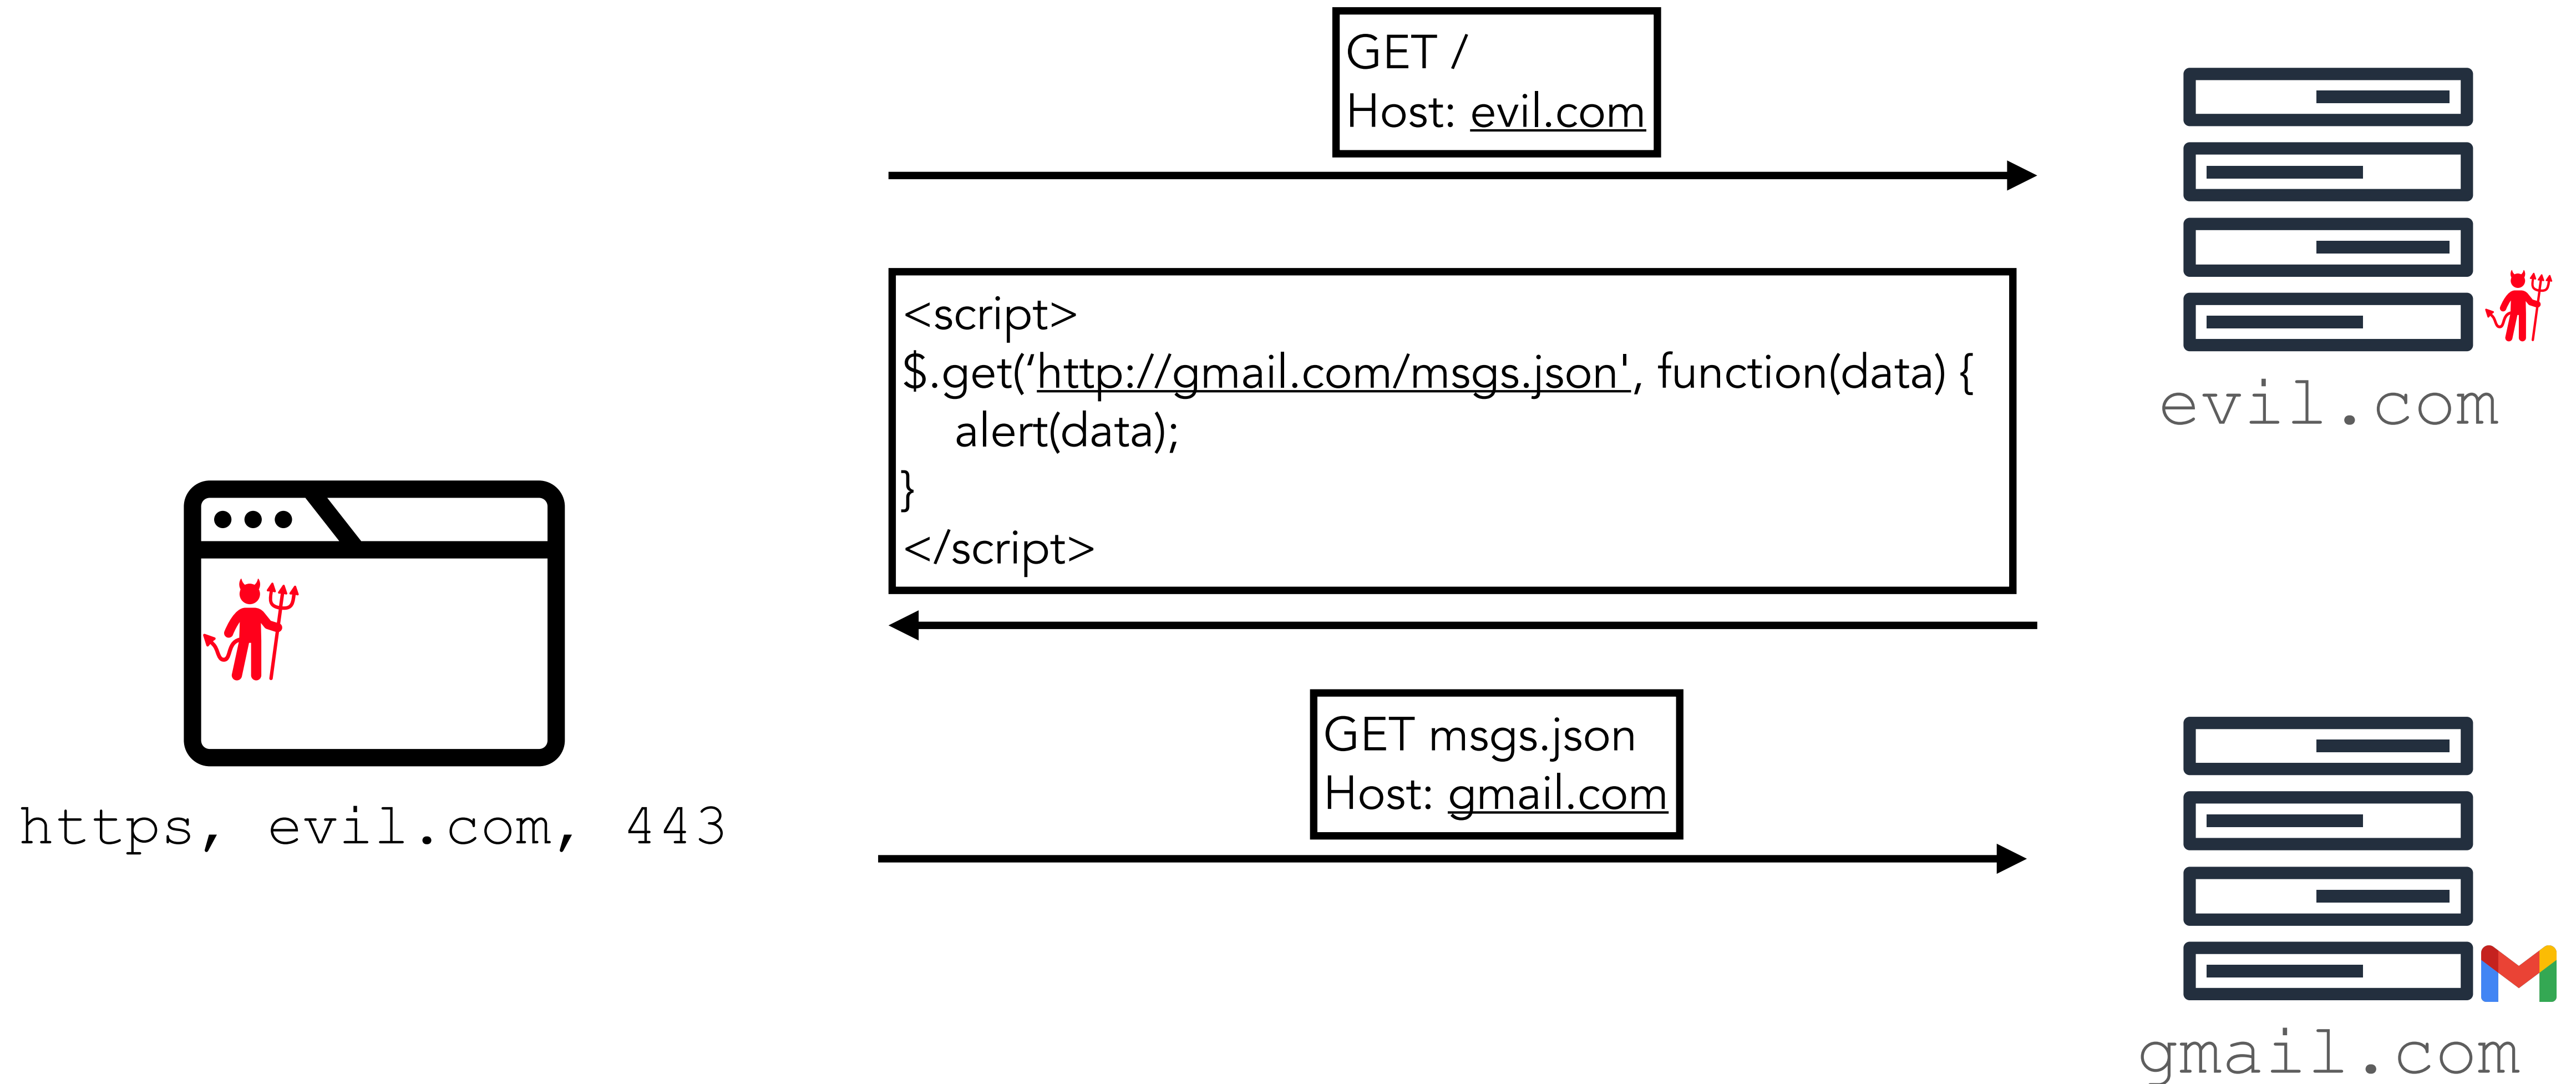 GET /
Host: evil.com
<script>
$.get(‘http://gmail.com/msgs.json', function(data) {
alert(data);
}
</script>
evil.com
https, evil.com, 443
GET msgs.json
Host: gmail.com
gmail.com